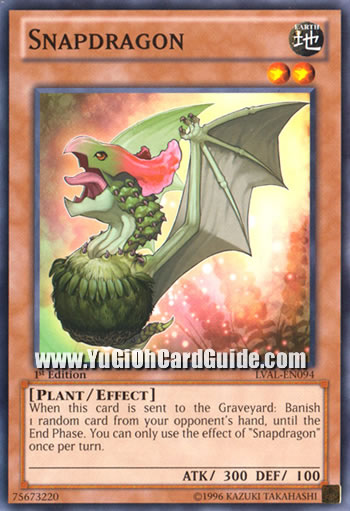 SNAPDRAGON
EARTH
地
www.YuGiOhCardGuide.com
1st Edition
LVAL-EN094
[PLANT/EFFECT]
When this card is sent to the Graveyard: Banish
1 random card from your opponent's hand, until
the End Phase. You can only use the effect of "Snapdragon"
once per turn.
ATK/ 300 DEF/ 100
75673220
©1996 KAZUKI TAKAHASHI